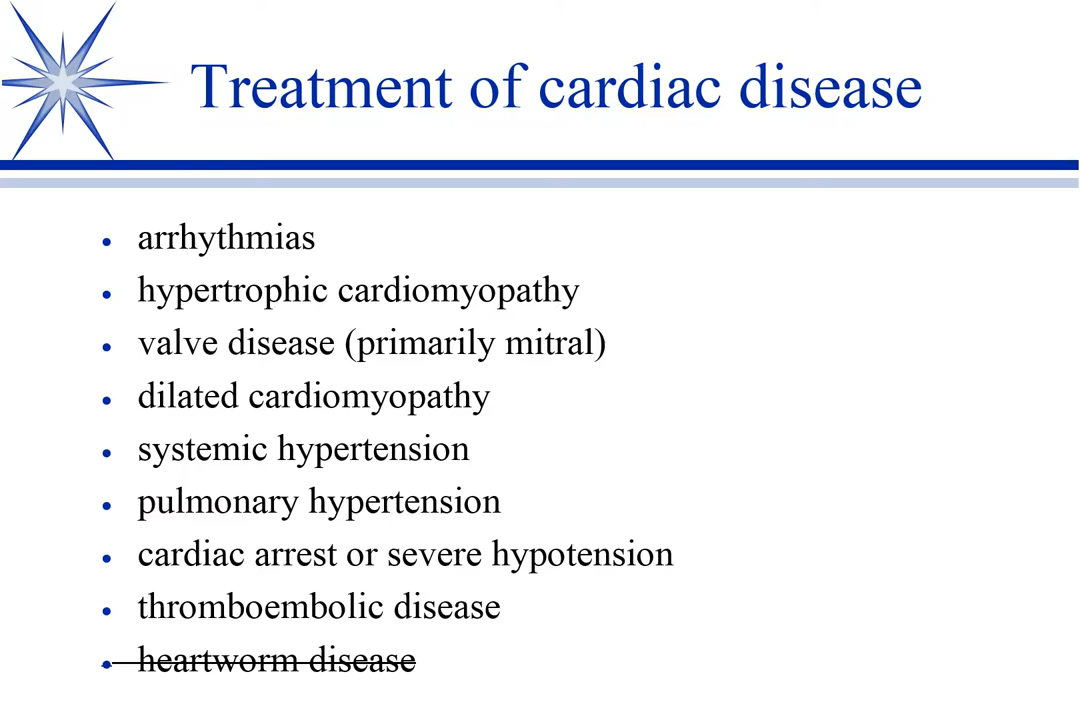 Treatment of cardiac disease
• arrhythmias
• hypertrophic cardiomyopathy
• valve disease (primarily mitral)
• dilated cardiomyopathy
• systemic hypertension
• pulmonary hypertension
• cardiac arrest or severe hypotension
• thromboembolic disease
• heartworm disease